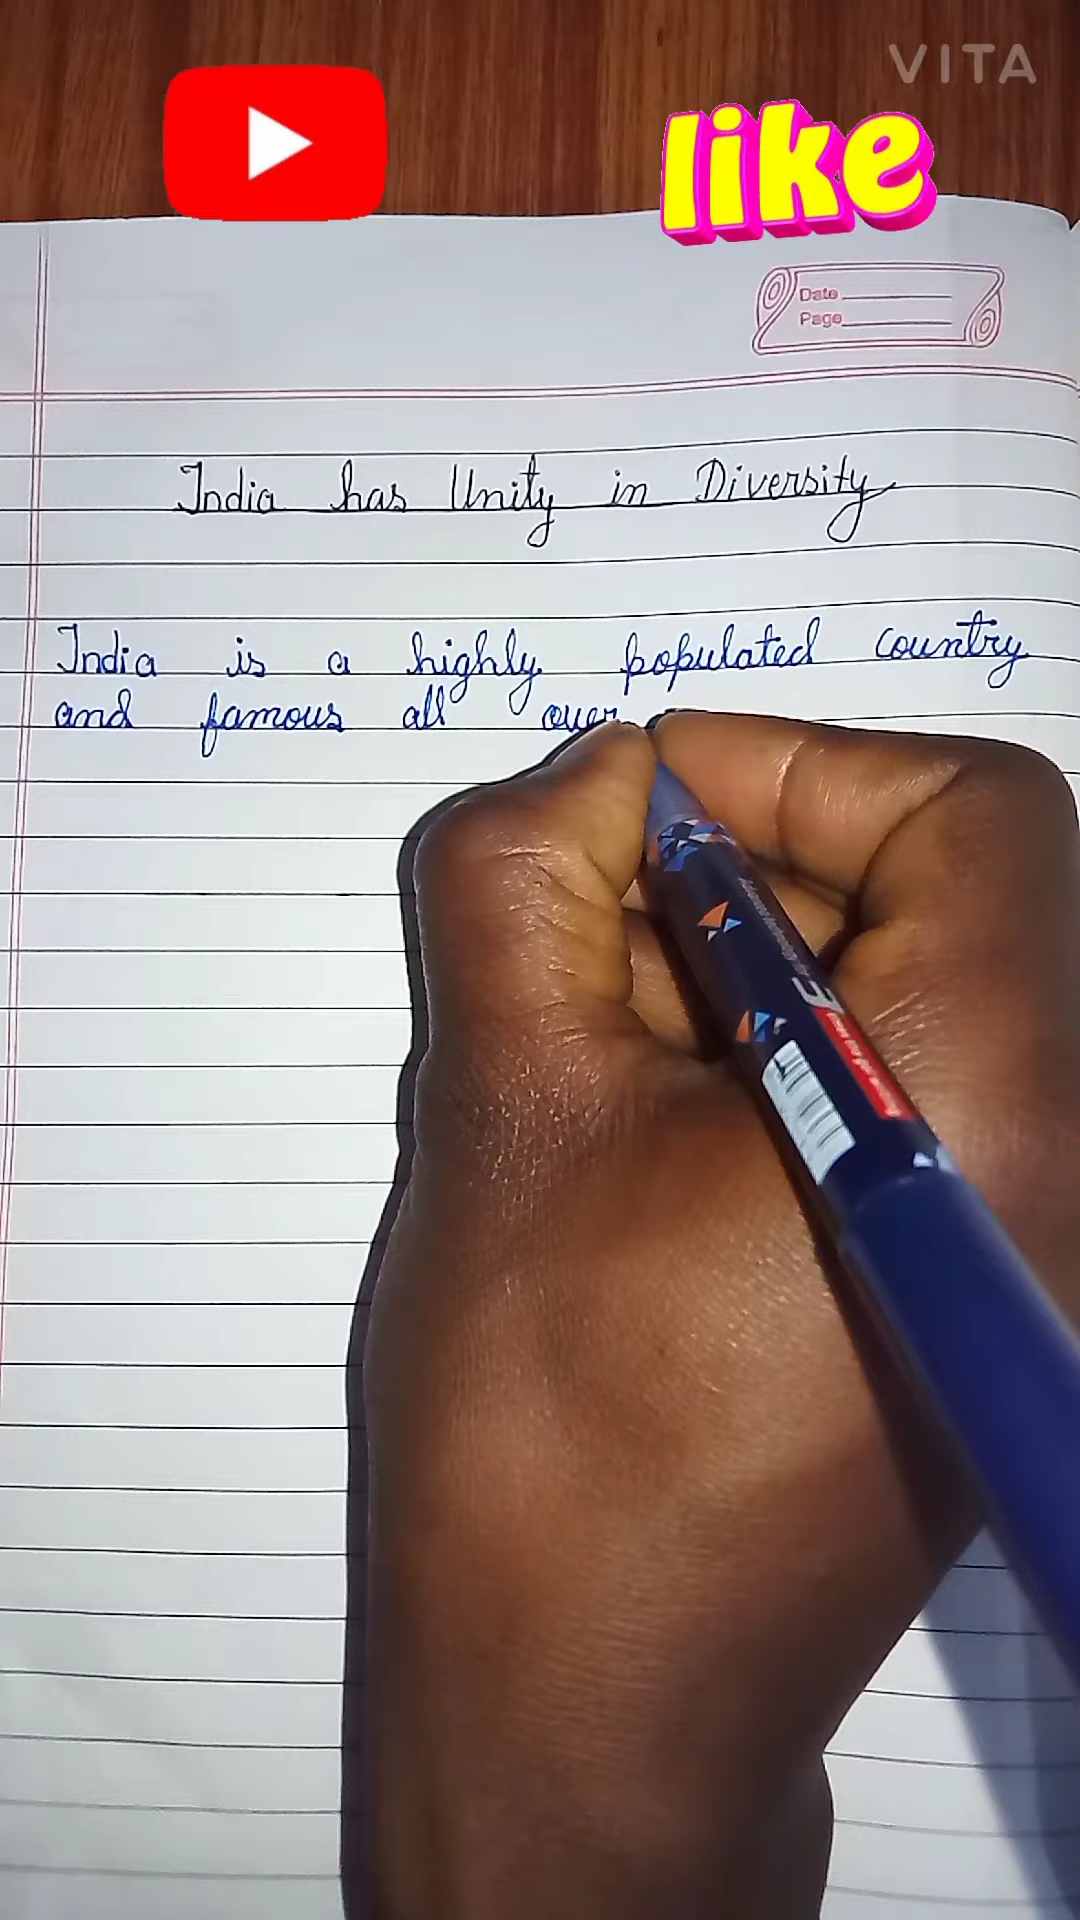 VITA
like
Date
Page
India has Unity in Diversity
India is a highly populated country
and famous all over